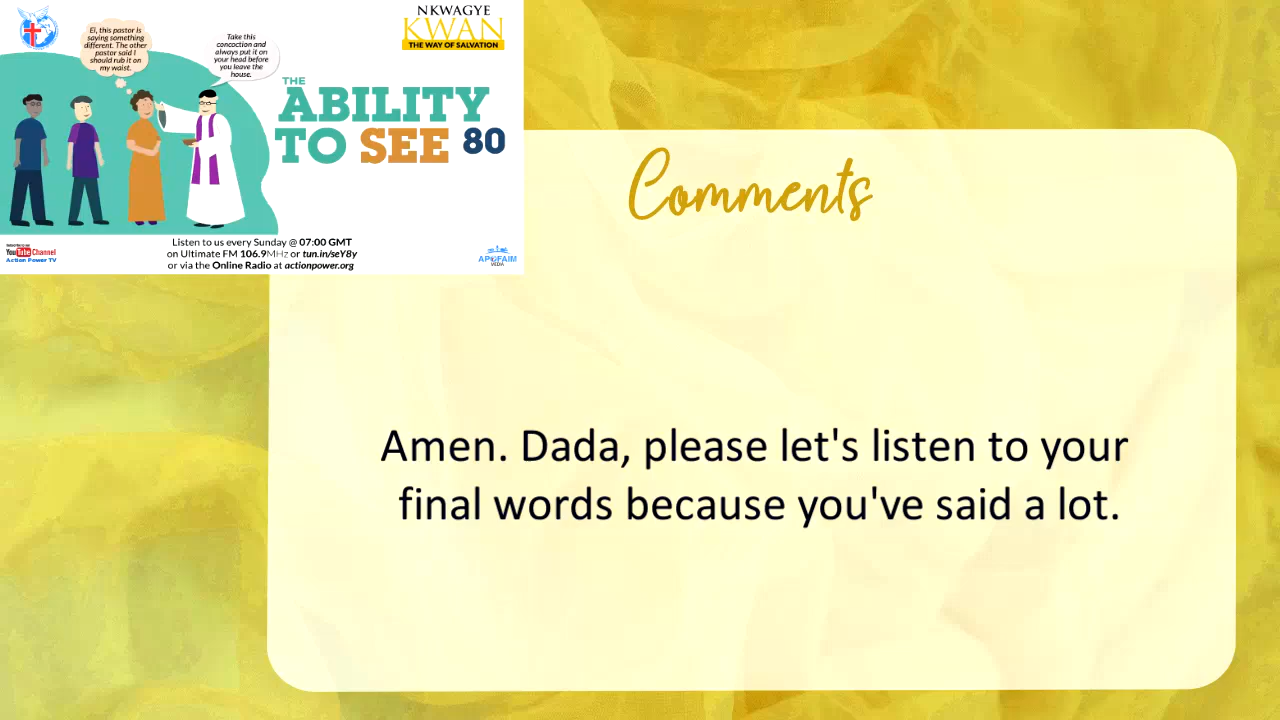 NKWAGYE
KWAN
THE WAY OF SALVATION
Ei, this pastor is
saying something
different. The other
pastor said I
should rub it on
my waist.
Take this
concoction and
always put it on
your head before
you leave the
house.
THE
ABILITY
TO SEE 80
Listen to us every Sunday @ 07:00 GMT
on Ultimate FM 106.9MHz or tun.in/seY8y
or via the Online Radio at actionpower.org
YouTube Channel
Action Power TV
APOFAIM
MEDIA
Comments
Amen. Dada, please let's listen to your
final words because you've said a lot.